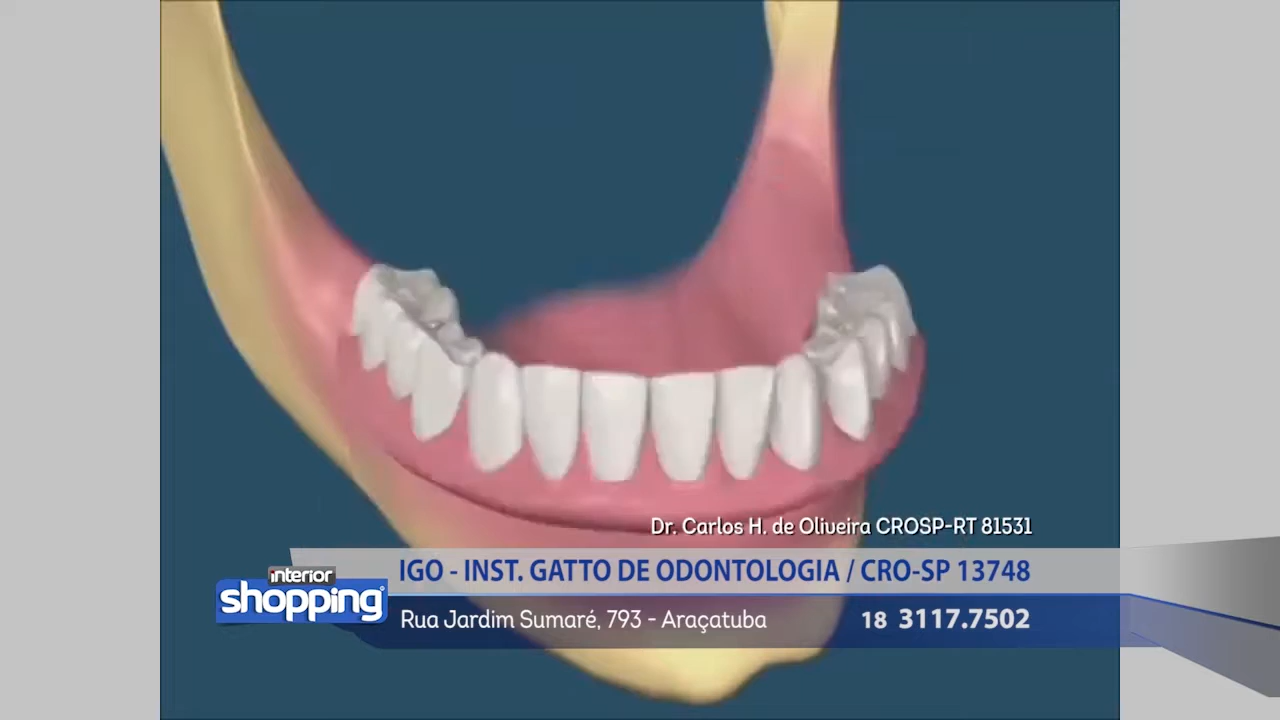 Dr. Carlos H. de Oliveira CROSP-RT 81531
IGO - INST. GATTO DE ODONTOLOGIA / CRO-SP 13748
interior
shopping
Rua Jardim Sumaré, 793 - Araçatuba
18 3117.7502